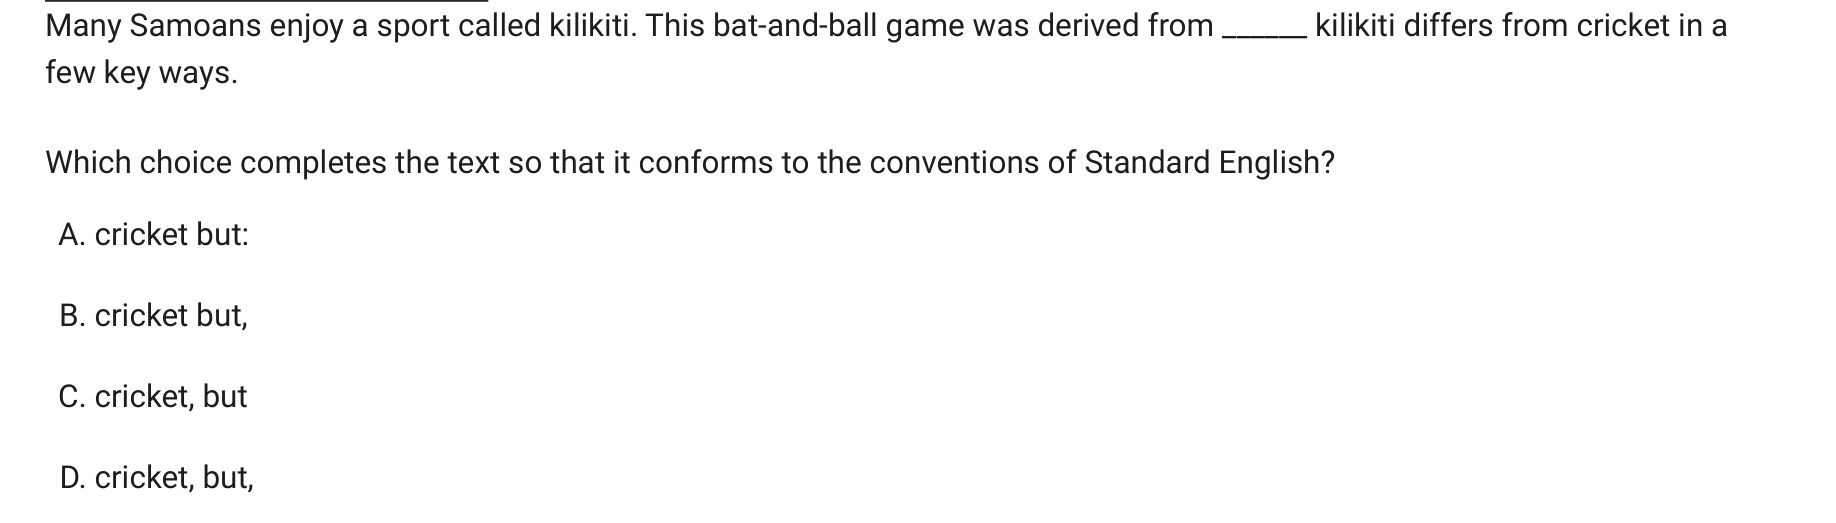 Many Samoans enjoy a sport called kilikiti. This bat-and-ball game was derived from ______ kilikiti differs from cricket in a
few key ways.
Which choice completes the text so that it conforms to the conventions of Standard English?
A. cricket but:
B. cricket but,
C. cricket, but
D. cricket, but,